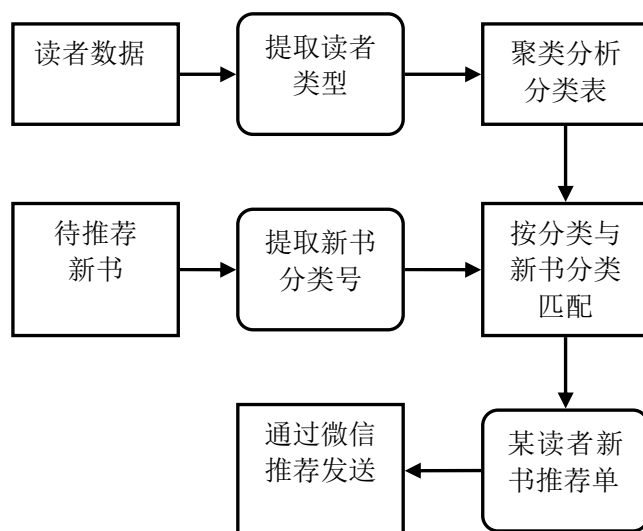 读者数据
提取读者
类型
聚类分析
分类表
待推荐
新书
提取新书
分类号
按分类与
新书分类
匹配
通过微信
推荐发送
某读者新
书推荐单